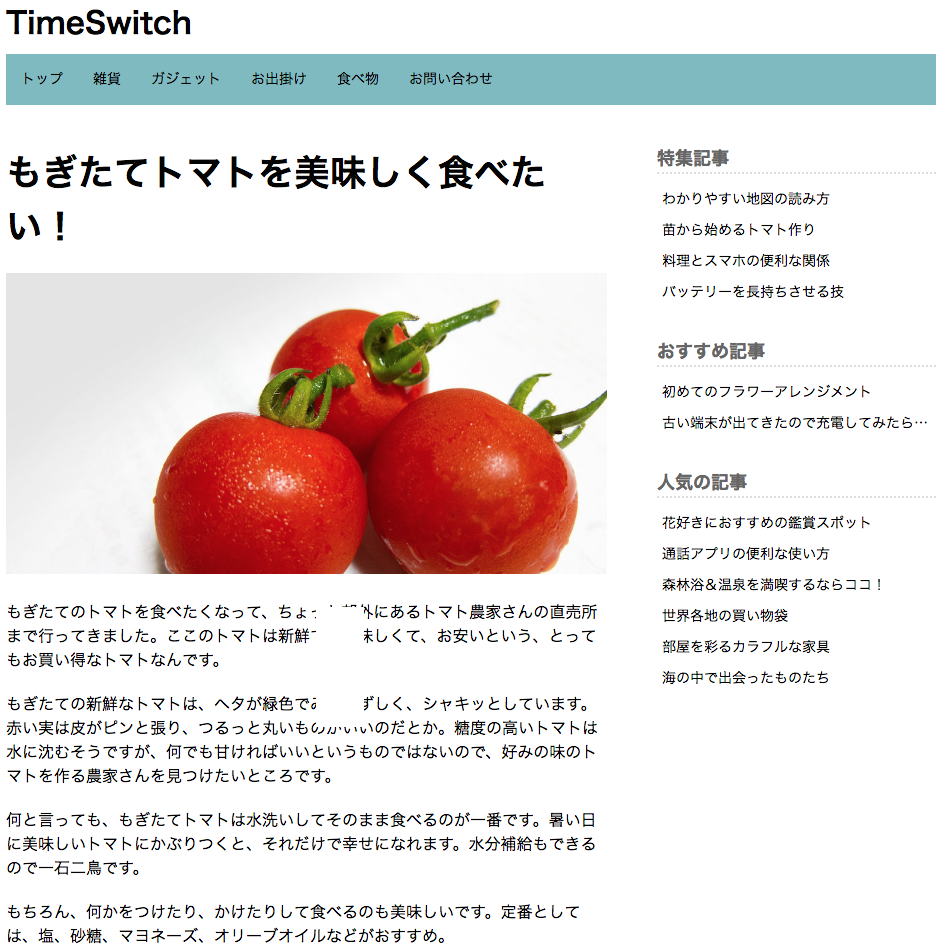 TimeSwitch
トップ 雑貨 ガジェット お出掛け 食べ物 お問い合わせ
もぎたてトマトを美味しく食べた
い！
もぎたてのトマトを食べたくなって、ちょっ 外にあるトマト農家さんの直売所
まで行ってきました。ここのトマトは新鮮 味しくて、お安いという、とって
もお買い得なトマトなんです。
もぎたての新鮮なトマトは、ヘタが緑色で ずしく、シャキッとしています。
赤い実は皮がピンと張り、つるっと丸いものがいいのだとか。糖度の高いトマトは
水に沈むそうですが、何でも甘ければいいというものではないので、好みの味のト
マトを作る農家さんを見つけたいところです。
何と言っても、もぎたてトマトは水洗いしてそのまま食べるのが一番です。暑い日
に美味しいトマトにかぶりつくと、それだけで幸せになれます。水分補給もできる
ので一石二鳥です。
もちろん、何かをつけたり、かけたりして食べるのも美味しいです。定番として
は、塩、砂糖、マヨネーズ、オリーブオイルなどがおすすめ。
特集記事
わかりやすい地図の読み方
苗から始めるトマト作り
料理とスマホの便利な関係
バッテリーを長持ちさせる技
おすすめ記事
初めてのフラワーアレンジメント
古い端末が出てきたので充電してみたら…
人気の記事
花好きにおすすめの鑑賞スポット
通話アプリの便利な使い方
森林浴＆温泉を満喫するならココ！
世界各地の買い物袋
部屋を彩るカラフルな家具
海の中で出会ったものたち